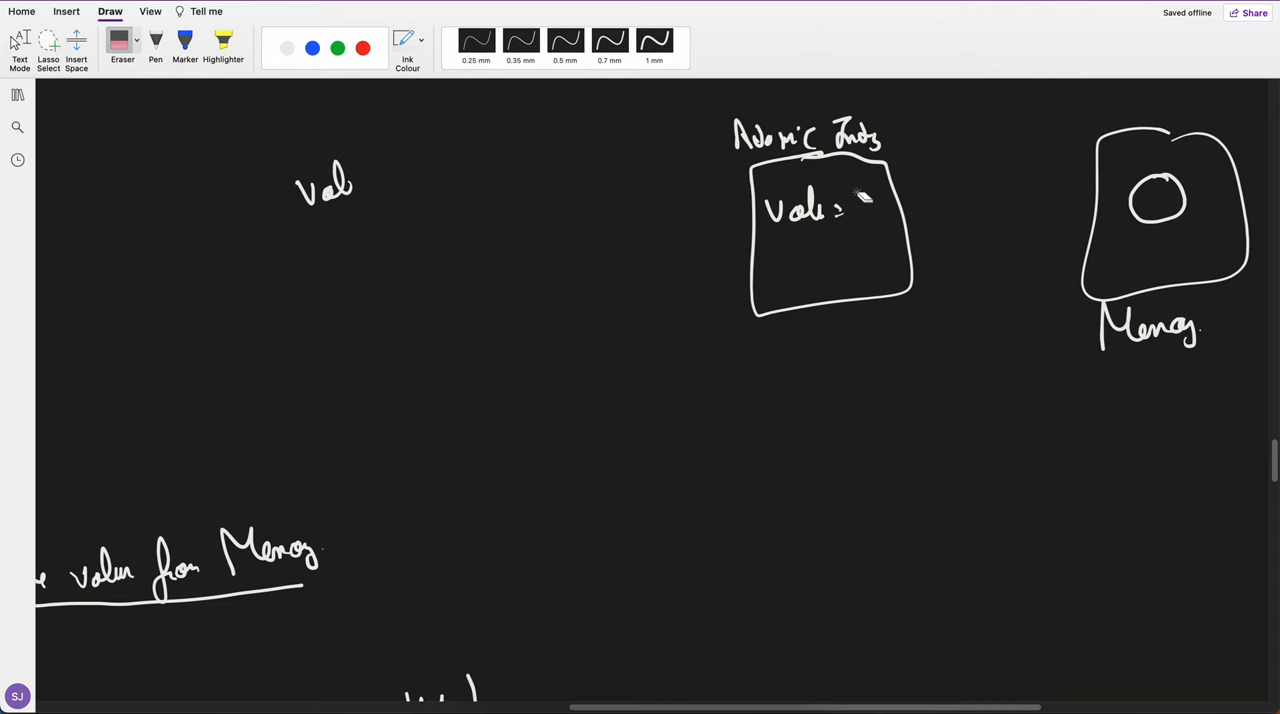 Home Insert Draw View Tell me
Saved offline
Share
Text Mode
Lasso Select
Insert Space
Eraser
Pen
Marker
Highlighter
Ink Colour
0.25 mm
0.35 mm
0.5 mm
0.7 mm
1 mm
Atomic
val
val =
Memory
value from Memory.
SJ